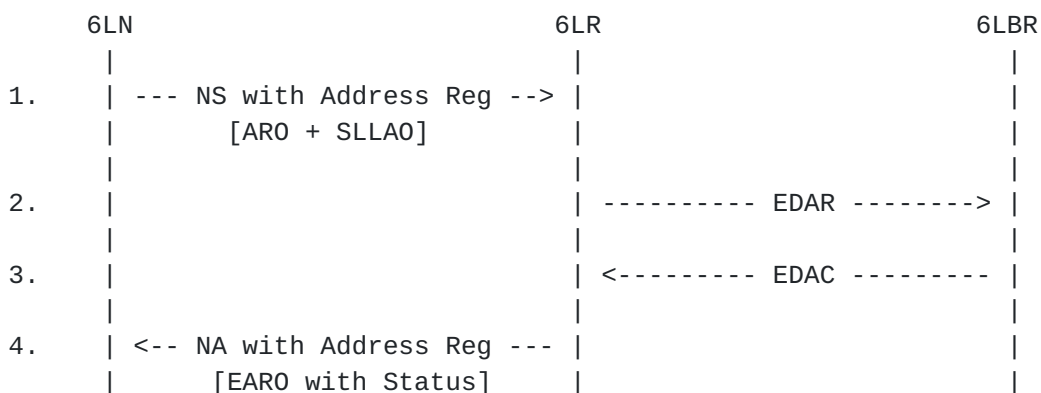 6LN                              6LR                          6LBR
      |                               |                             |
1.    | --- NS with Address Reg --> |                             |
      |        [ARO + SLLAO]          |                             |
      |                               |                             |
2.    |                               | ---------- EDAR --------> |
      |                               |                             |
3.    |                               | <--------- EDAC --------- |
      |                               |                             |
4.    | <-- NA with Address Reg --- |                             |
      |       [EARO with Status]      |                             |